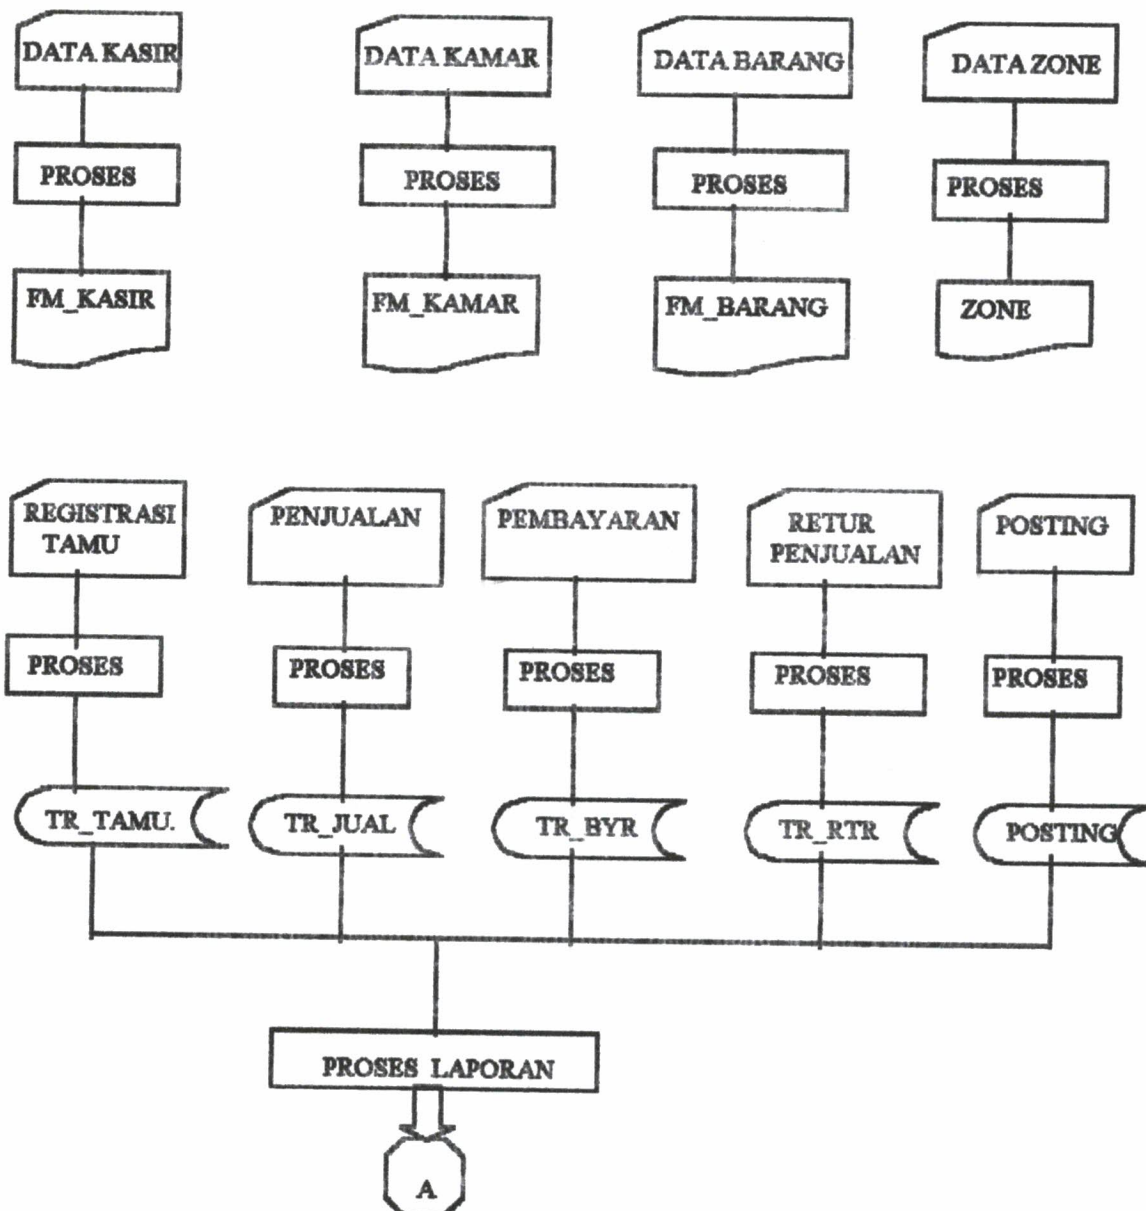 DATA KASIR
DATA KAMAR
DATA BARANG
DATA ZONE
PROSES
PROSES
PROSES
PROSES
FM_KASIR
FM_KAMAR
FM_BARANG
ZONE
REGISTRASI
TAMU
PENJUALAN
PEMBAYARAN
RETUR
PENJUALAN
POSTING
PROSES
PROSES
PROSES
PROSES
PROSES
TR_TAMU.
TR_JUAL
TR_BYR
TR_RTR
POSTING
PROSES LAPORAN
A